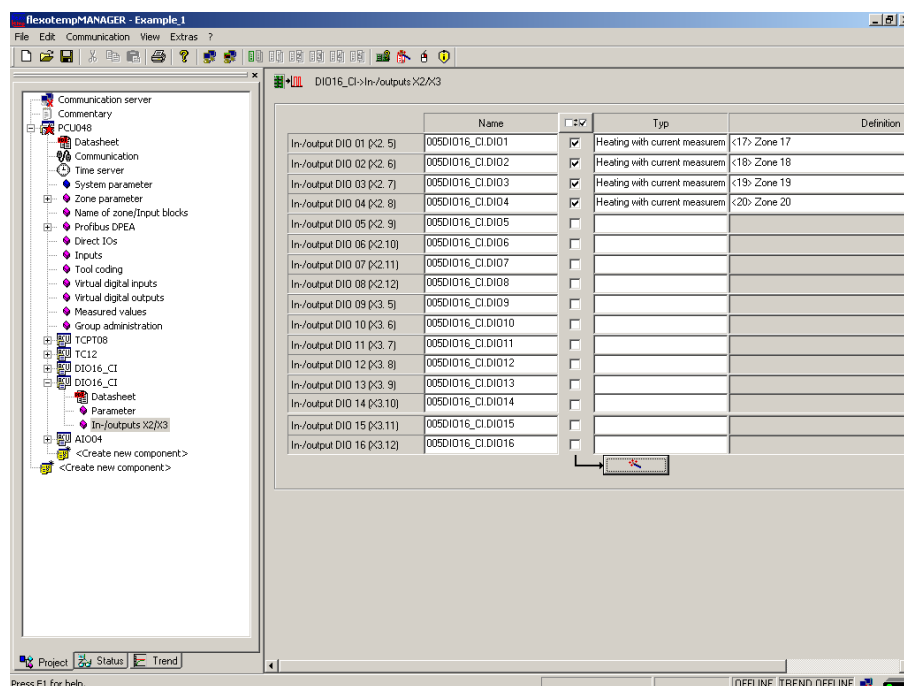 flexotempMANAGER - Example_1
File Edit Communication View Extras ?
DIO16_CI->In-/outputs X2/X3
Communication server
Commentary
PCU048
Datasheet
Communication
Time server
System parameter
Zone parameter
Name of zone/Input blocks
Profibus DPEA
Direct IOs
Inputs
Tool coding
Virtual digital inputs
Virtual digital outputs
Measured values
Group administration
TCPT08
TC12
DIO16_CI
DIO16_CI
Datasheet
Parameter
In-/outputs X2/X3
AIO04
<Create new component>
<Create new component>
Name Typ Definition
In-/output DIO 01 (X2. 5) 005DIO16_CI.DIO1 Heating with current measurem <17> Zone 17
In-/output DIO 02 (X2. 6) 005DIO16_CI.DIO2 Heating with current measurem <18> Zone 18
In-/output DIO 03 (X2. 7) 005DIO16_CI.DIO3 Heating with current measurem <19> Zone 19
In-/output DIO 04 (X2. 8) 005DIO16_CI.DIO4 Heating with current measurem <20> Zone 20
In-/output DIO 05 (X2. 9) 005DIO16_CI.DIO5
In-/output DIO 06 (X2.10) 005DIO16_CI.DIO6
In-/output DIO 07 (X2.11) 005DIO16_CI.DIO7
In-/output DIO 08 (X2.12) 005DIO16_CI.DIO8
In-/output DIO 09 (X3. 5) 005DIO16_CI.DIO9
In-/output DIO 10 (X3. 6) 005DIO16_CI.DIO10
In-/output DIO 11 (X3. 7) 005DIO16_CI.DIO11
In-/output DIO 12 (X3. 8) 005DIO16_CI.DIO12
In-/output DIO 13 (X3. 9) 005DIO16_CI.DIO13
In-/output DIO 14 (X3.10) 005DIO16_CI.DIO14
In-/output DIO 15 (X3.11) 005DIO16_CI.DIO15
In-/output DIO 16 (X3.12) 005DIO16_CI.DIO16
Project Status Trend
Press F1 for help. OFFLINE TREND OFFLINE